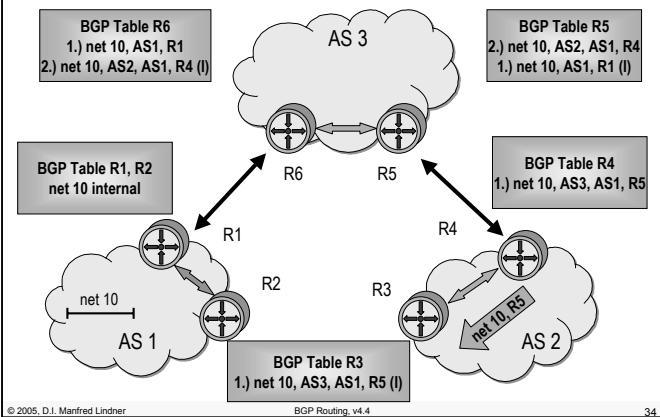 BGP Table R6
1.) net 10, AS1, R1
2.) net 10, AS2, AS1, R4 (I)
AS 3
BGP Table R5
2.) net 10, AS2, AS1, R4
1.) net 10, AS1, R1 (I)
R6
R5
BGP Table R1, R2
net 10 internal
BGP Table R4
1.) net 10, AS3, AS1, R5
R1
R4
R2
R3
net 10
net 10, R5
AS 1
AS 2
BGP Table R3
1.) net 10, AS3, AS1, R5 (I)
© 2005, D.I. Manfred Lindner
BGP Routing, v4.4
34